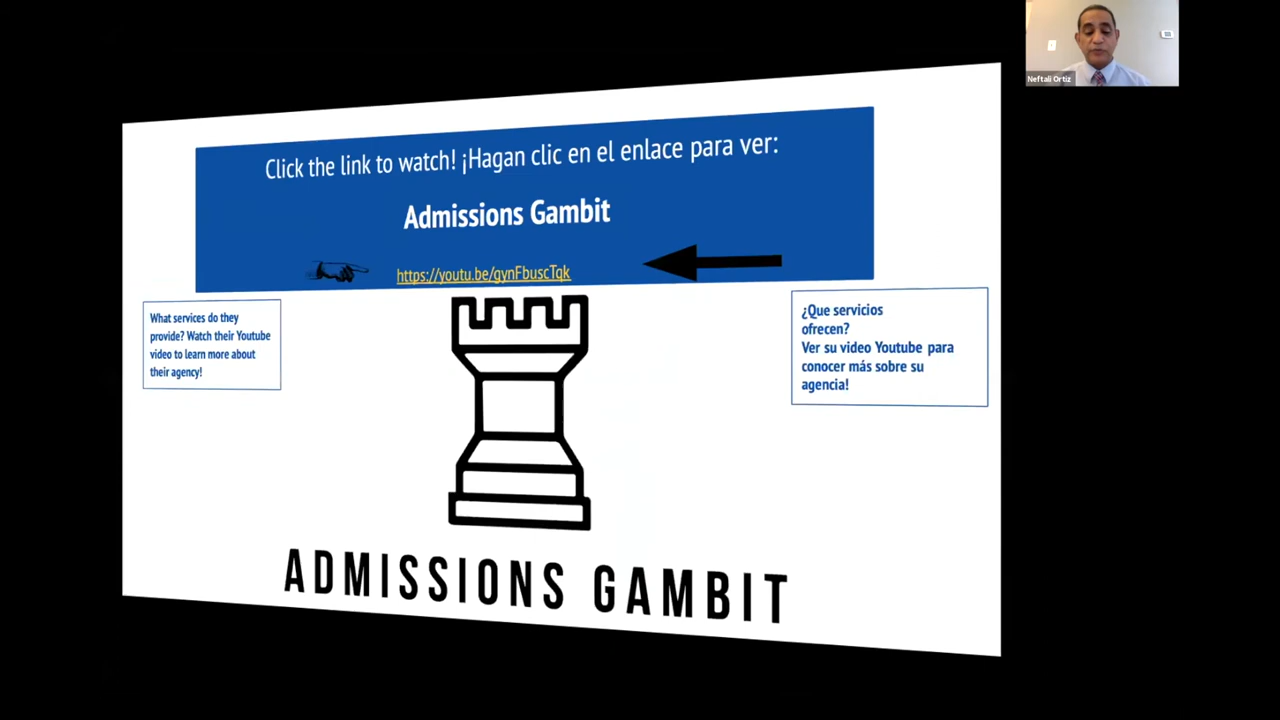 Click the link to watch! ¡Hagan clic en el enlace para ver:
Admissions Gambit
https://youtu.be/gynFbuscTqk
What services do they
provide? Watch their Youtube
video to learn more about
their agency!
¿Que servicios
ofrecen?
Ver su video Youtube para
conocer más sobre su
agencia!
ADMISSIONS GAMBIT
Neftali Ortiz